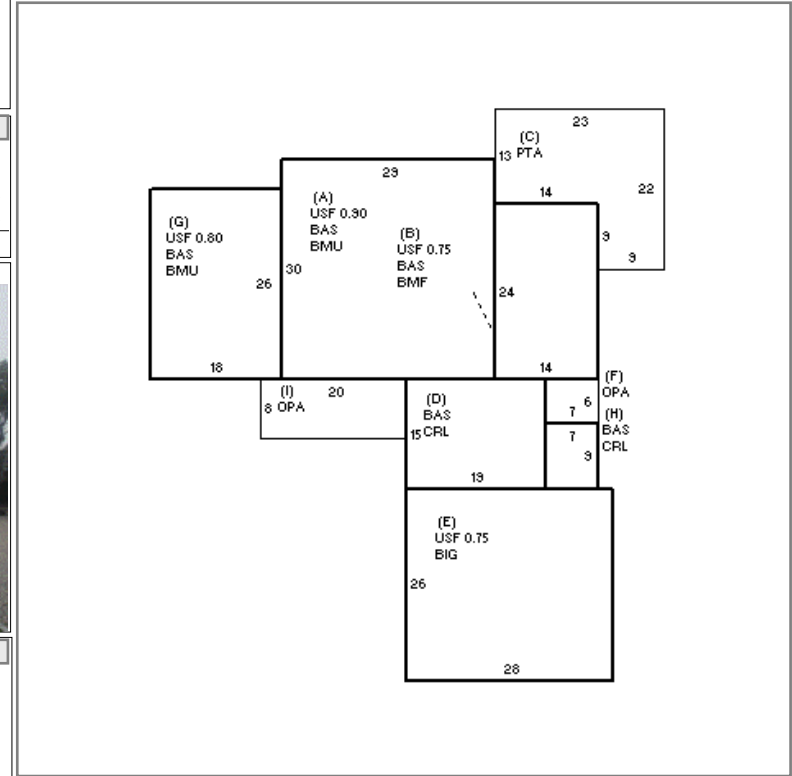 23
(C)
13 PTA
29
14
22
(A)
USF 0.90
BAS
BMU
(G)
USF 0.80
BAS
BMU
(B)
USF 0.75
BAS
BMF
9
9
30
26
24
18
14
(I)
20
8 OPA
(D)
BAS
15 CRL
(F)
OPA
6
7
(H)
BAS
CRL
7
9
19
(E)
USF 0.75
BIG
26
28